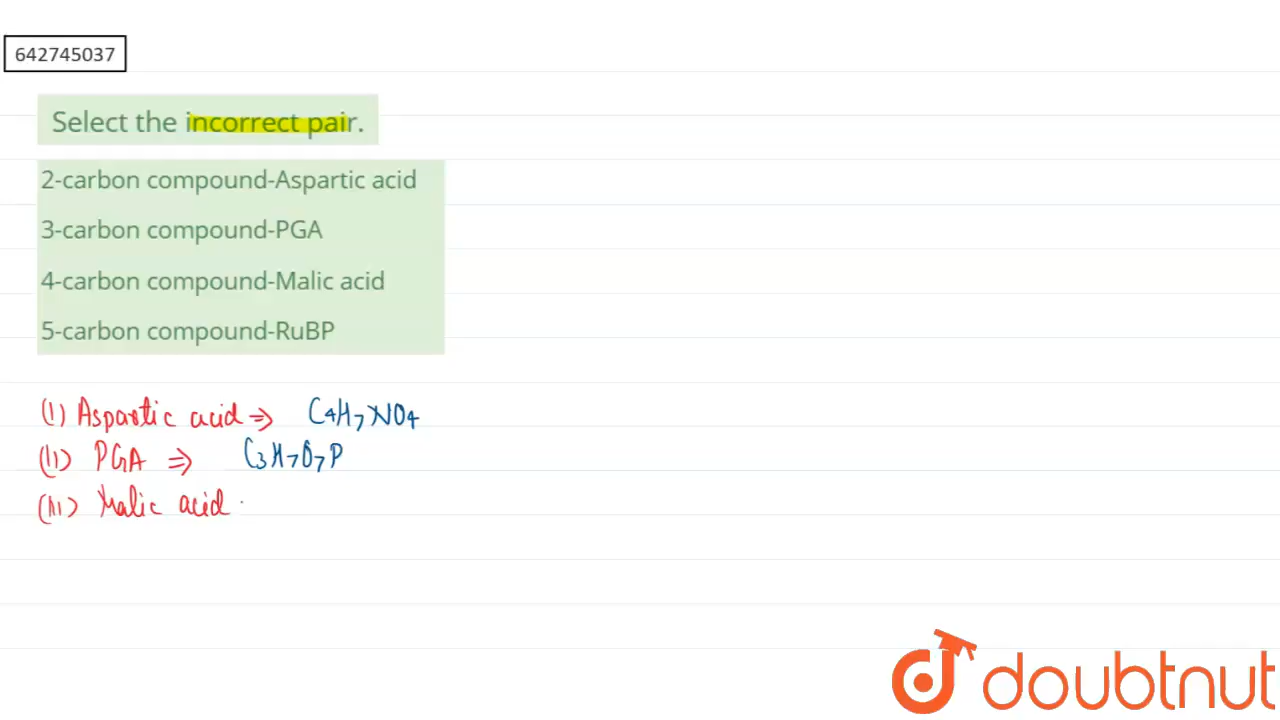 642745037
Select the incorrect pair.
2-carbon compound-Aspartic acid
3-carbon compound-PGA
4-carbon compound-Malic acid
5-carbon compound-RuBP
(I) Aspartic acid ⇒ C4H7NO4
(II) PGA ⇒ C3H7O7P
(III) Malic acid
doubtnut